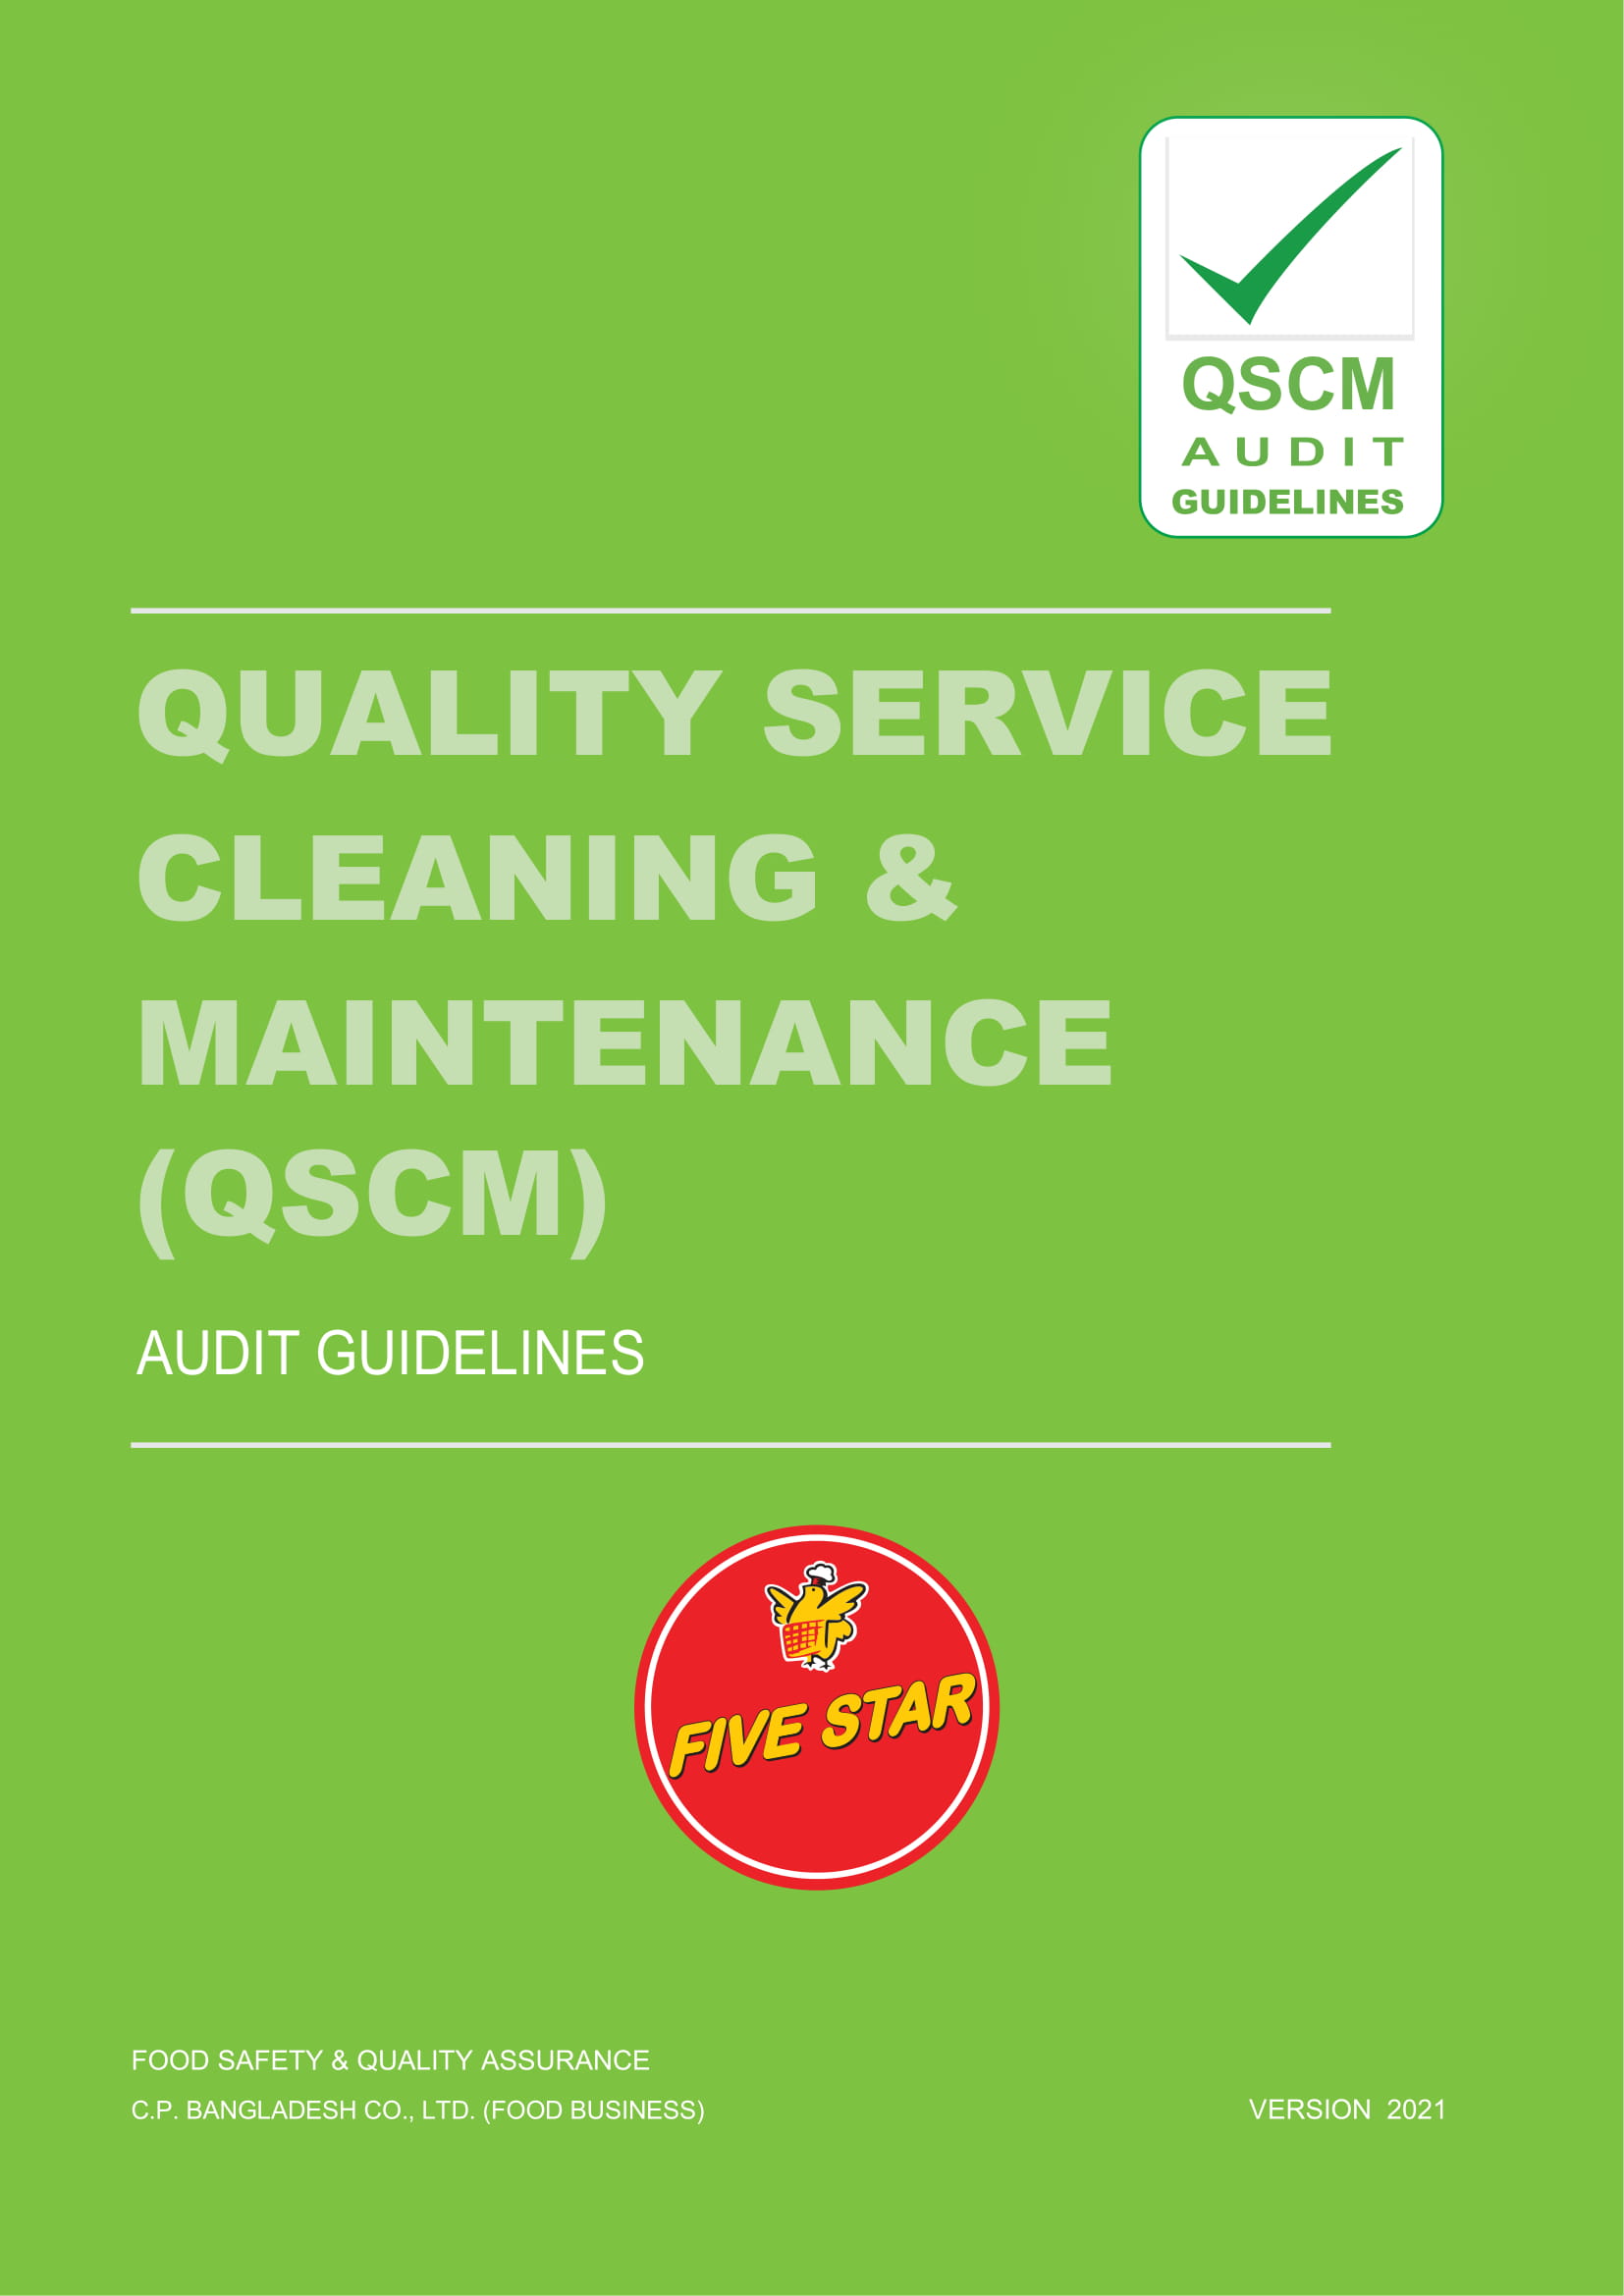 QSCM
AUDIT
GUIDELINES
QUALITY SERVICE
CLEANING &
MAINTENANCE
(QSCM)
AUDIT GUIDELINES
FIVE STAR
FOOD SAFETY & QUALITY ASSURANCE
C.P. BANGLADESH CO., LTD. (FOOD BUSINESS)
VERSION 2021